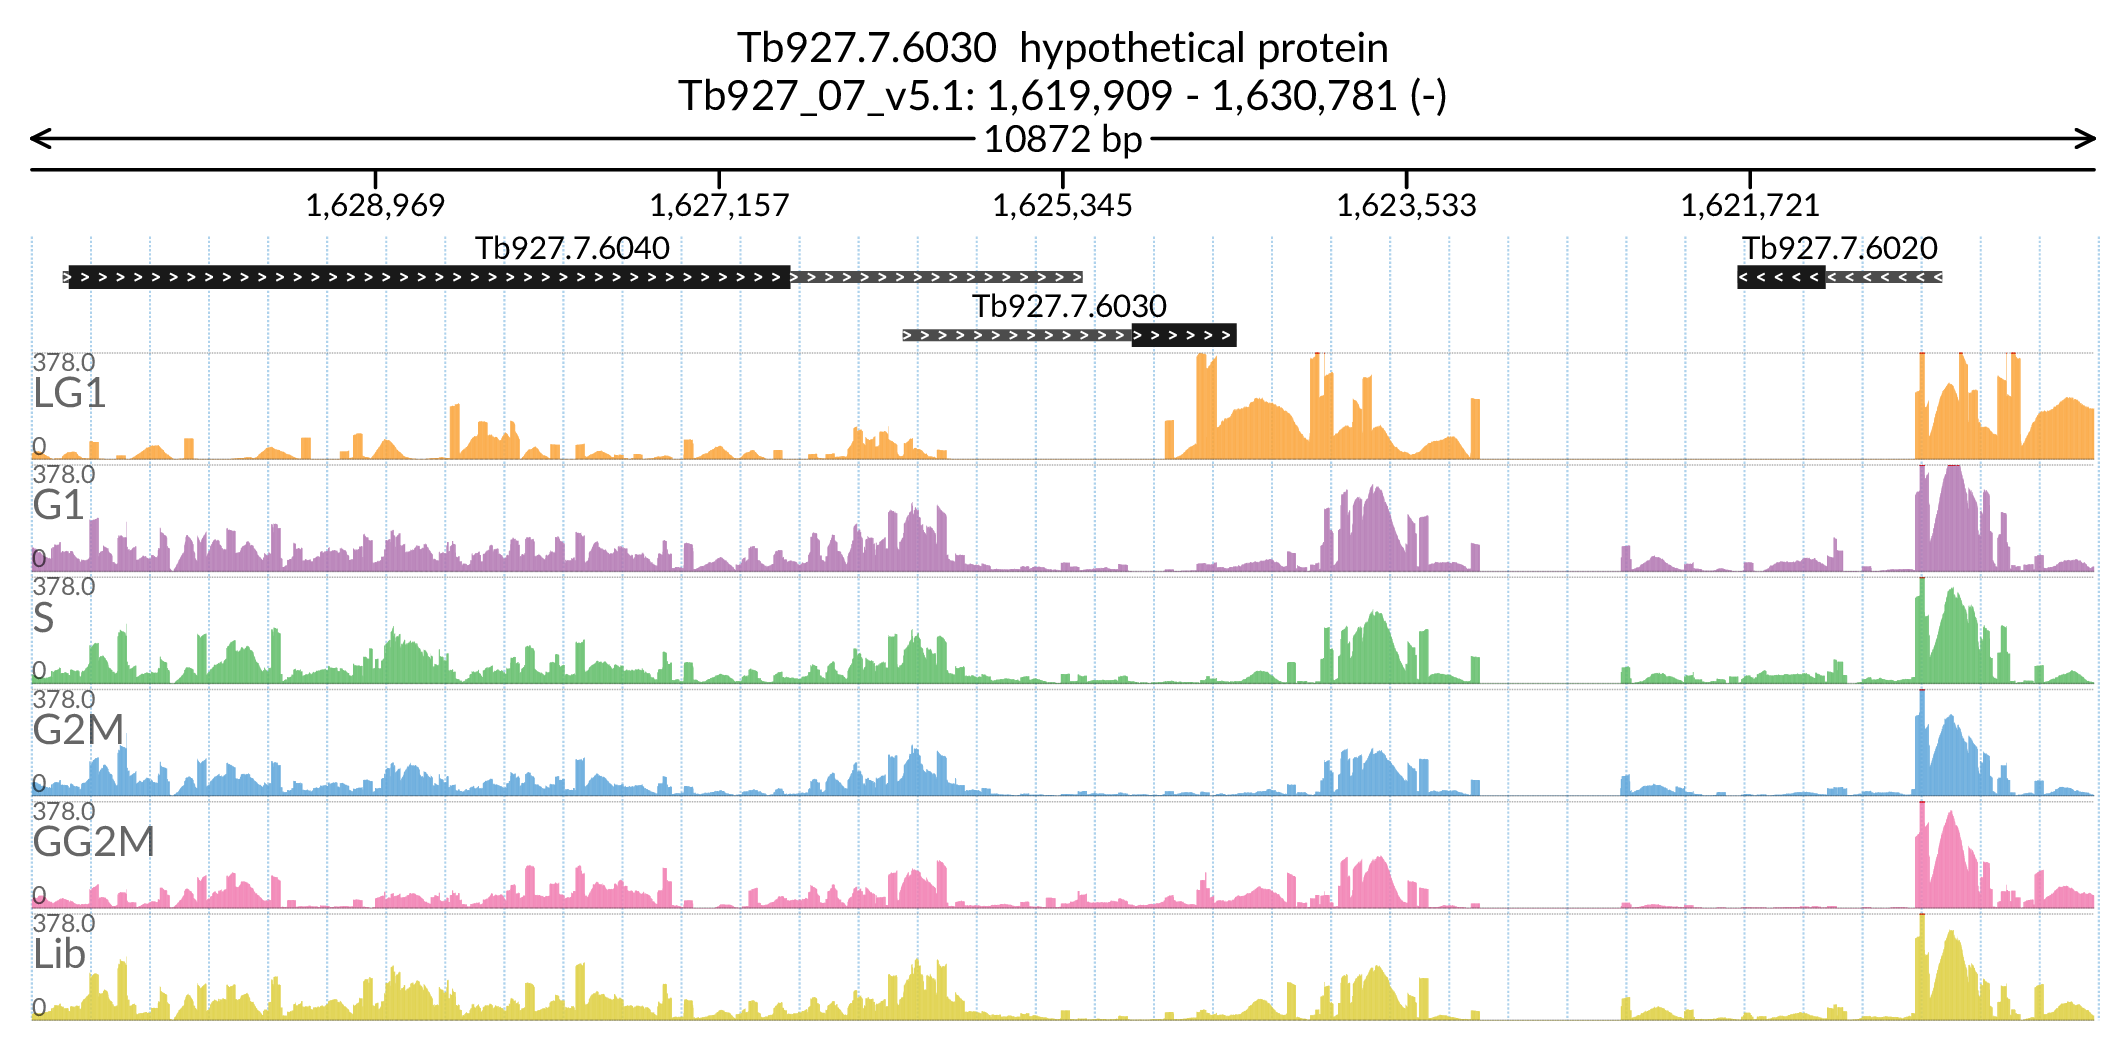 Tb927.7.6030  hypothetical protein
Tb927_07_v5.1: 1,619,909 - 1,630,781 (-)
10872 bp
1,628,969 1,627,157 1,625,345 1,623,533 1,621,721
Tb927.7.6040 Tb927.7.6020
Tb927.7.6030
378.0
LG1
0
378.0
G1
0
378.0
S
0
378.0
G2M
0
378.0
GG2M
0
378.0
Lib
0